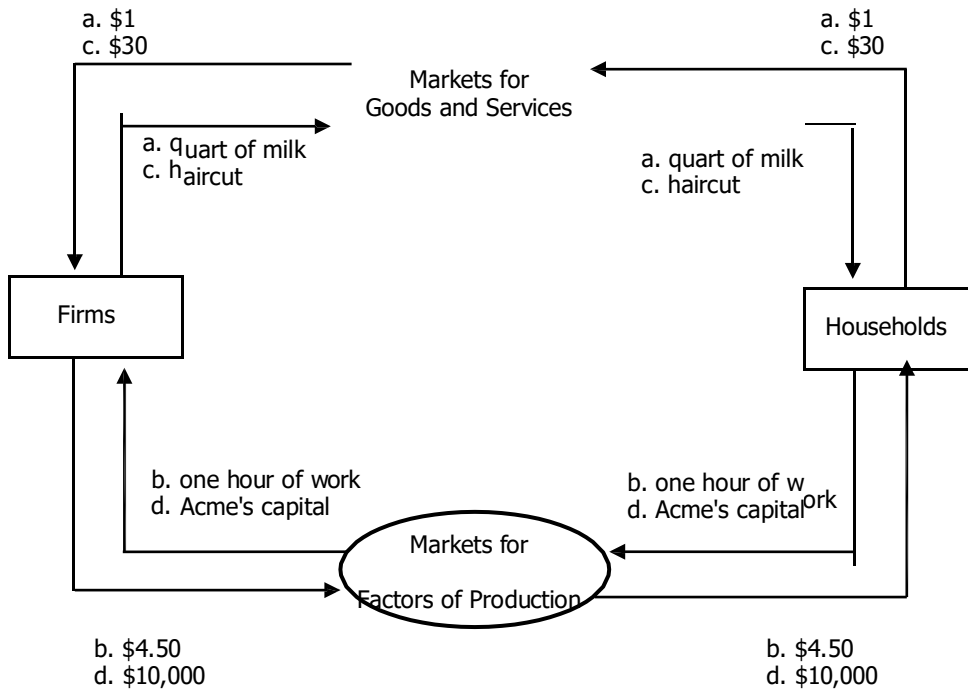 a. $1
c. $30
a. $1
c. $30
Markets for
Goods and Services
a. quart of milk
c. haircut
a. quart of milk
c. haircut
Firms
Households
b. one hour of work
d. Acme's capital
b. one hour of work
d. Acme's capital
Markets for
Factors of Production
b. $4.50
d. $10,000
b. $4.50
d. $10,000